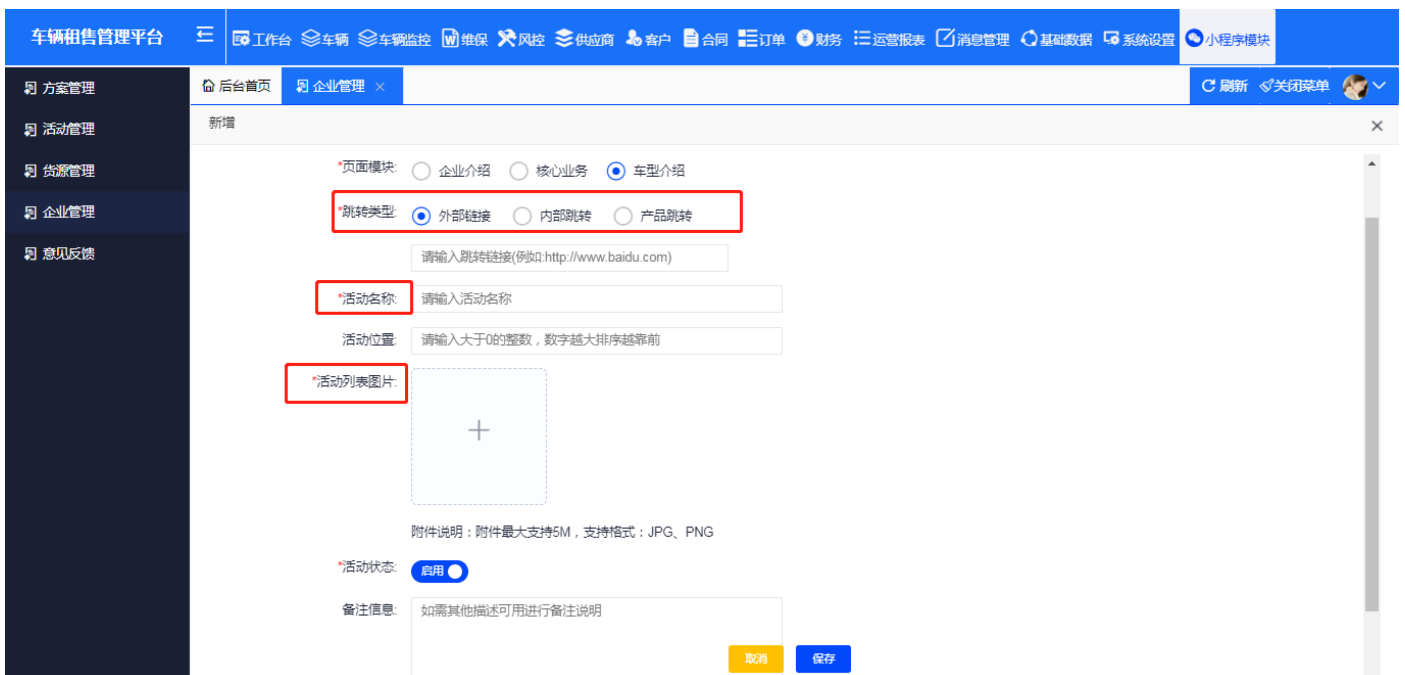 车辆租售管理平台 工作台 车辆 车辆监控 维保 风控 供应商 客户 合同 订单 财务 运营报表 消息管理 基础数据 系统设置 小程序模块
方案管理 后台首页 企业管理 × 刷新 关闭菜单
活动管理 新增 ×
货源管理 *页面模块: 企业介绍 核心业务 车型介绍
企业管理 *跳转类型: 外部链接 内部跳转 产品跳转
意见反馈 请输入跳转链接(例如:http://www.baidu.com)
*活动名称: 请输入活动名称
活动位置: 请输入大于0的整数，数字越大排序越靠前
*活动列表图片:
附件说明：附件最大支持5M，支持格式：JPG、PNG
*活动状态: 启用
备注信息: 如需其他描述可用进行备注说明
取消 保存